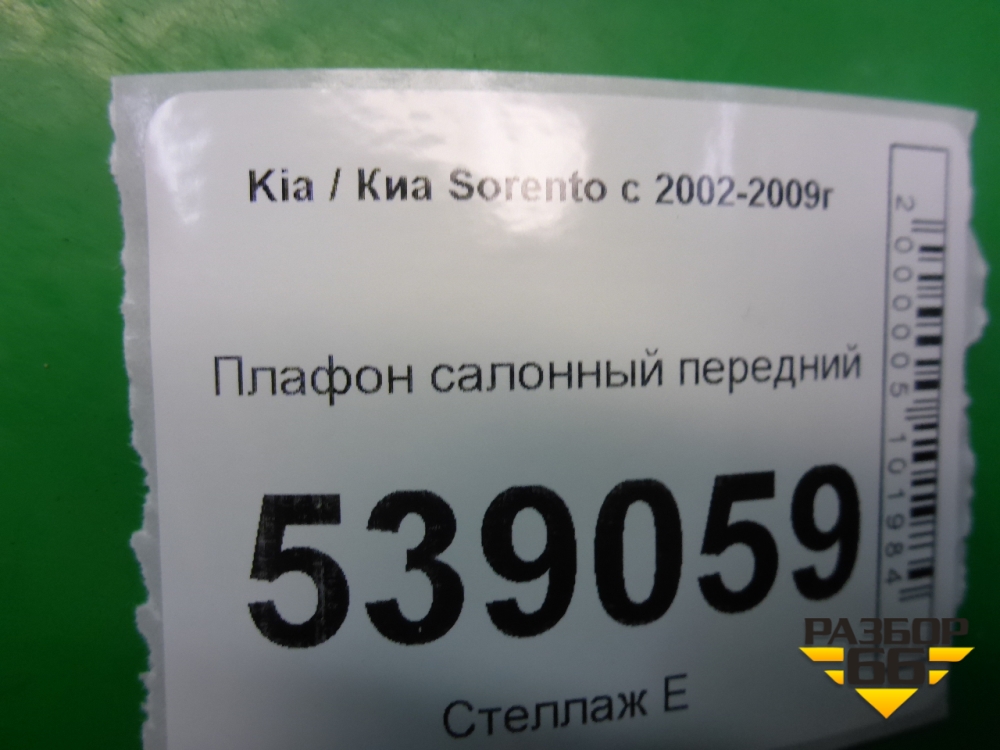 Kia / Киа Sorento с 2002-2009г
Плафон салонный передний
539059
Стеллаж Е
2000005101984
РАЗБОР
66